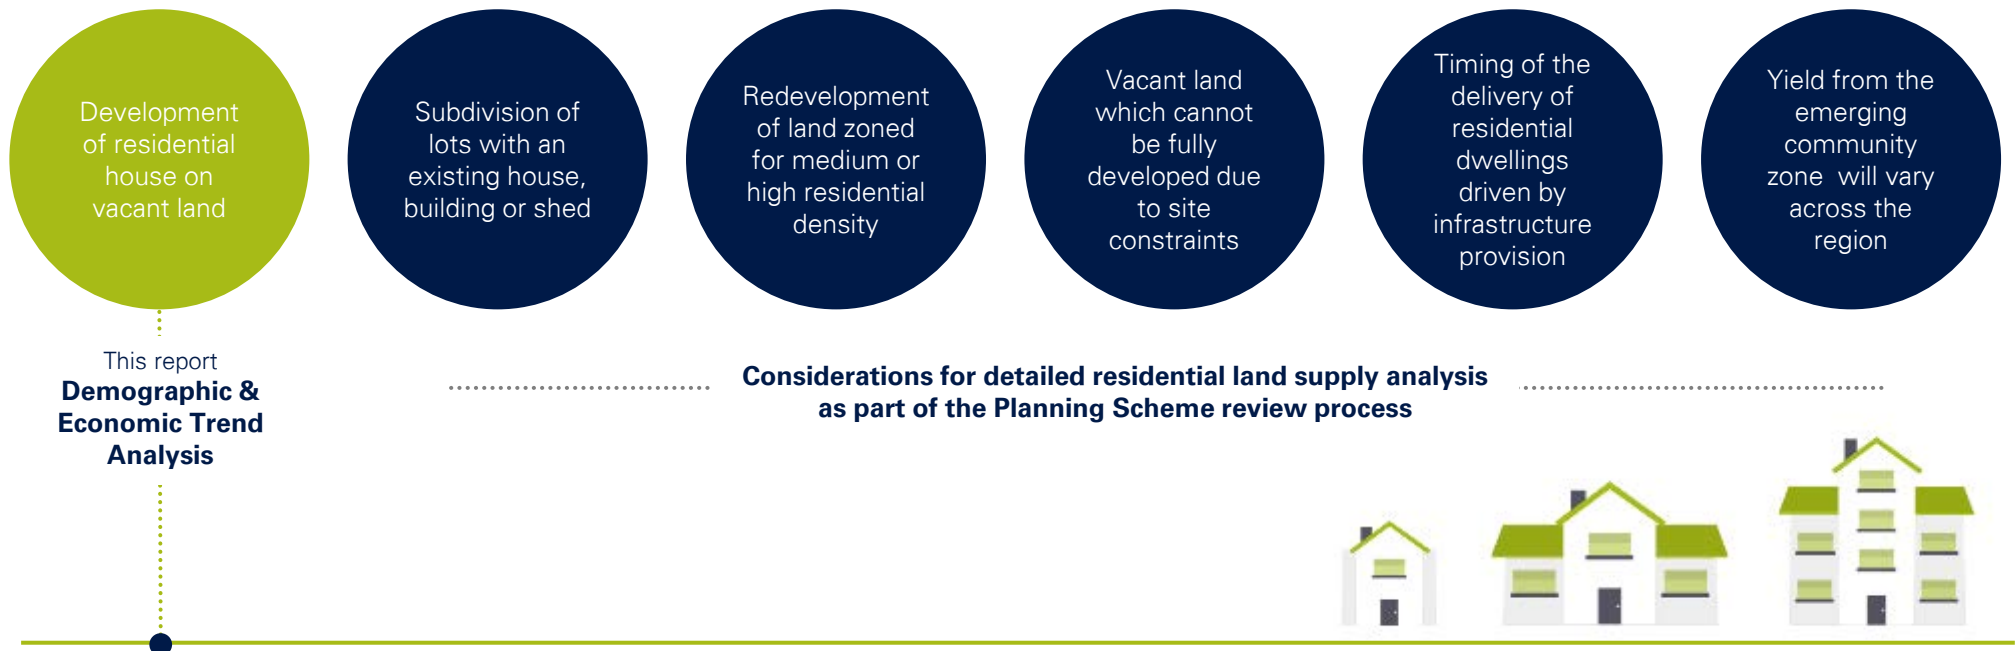 Development
of residential
house on
vacant land
Subdivision of
lots with an
existing house,
building or shed
Redevelopment
of land zoned
for medium or
high residential
density
Vacant land
which cannot
be fully
developed due
to site
constraints
Timing of the
delivery of
residential
dwellings
driven by
infrastructure
provision
Yield from the
emerging
community
zone will vary
across the
region
This report
Demographic &
Economic Trend
Analysis
Considerations for detailed residential land supply analysis
as part of the Planning Scheme review process